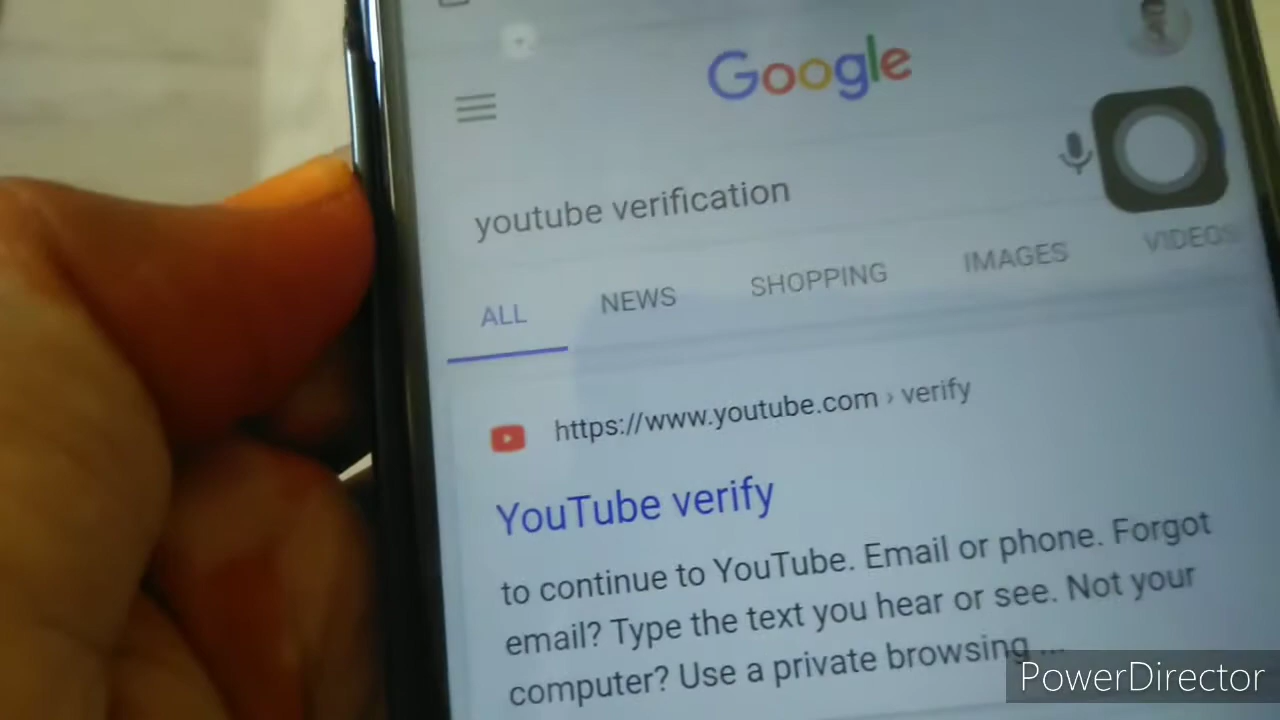 Google
youtube verification
ALL NEWS SHOPPING IMAGES VIDEOS
https://www.youtube.com › verify
YouTube verify
to continue to YouTube. Email or phone. Forgot
email? Type the text you hear or see. Not your
computer? Use a private browsing ...
PowerDirector